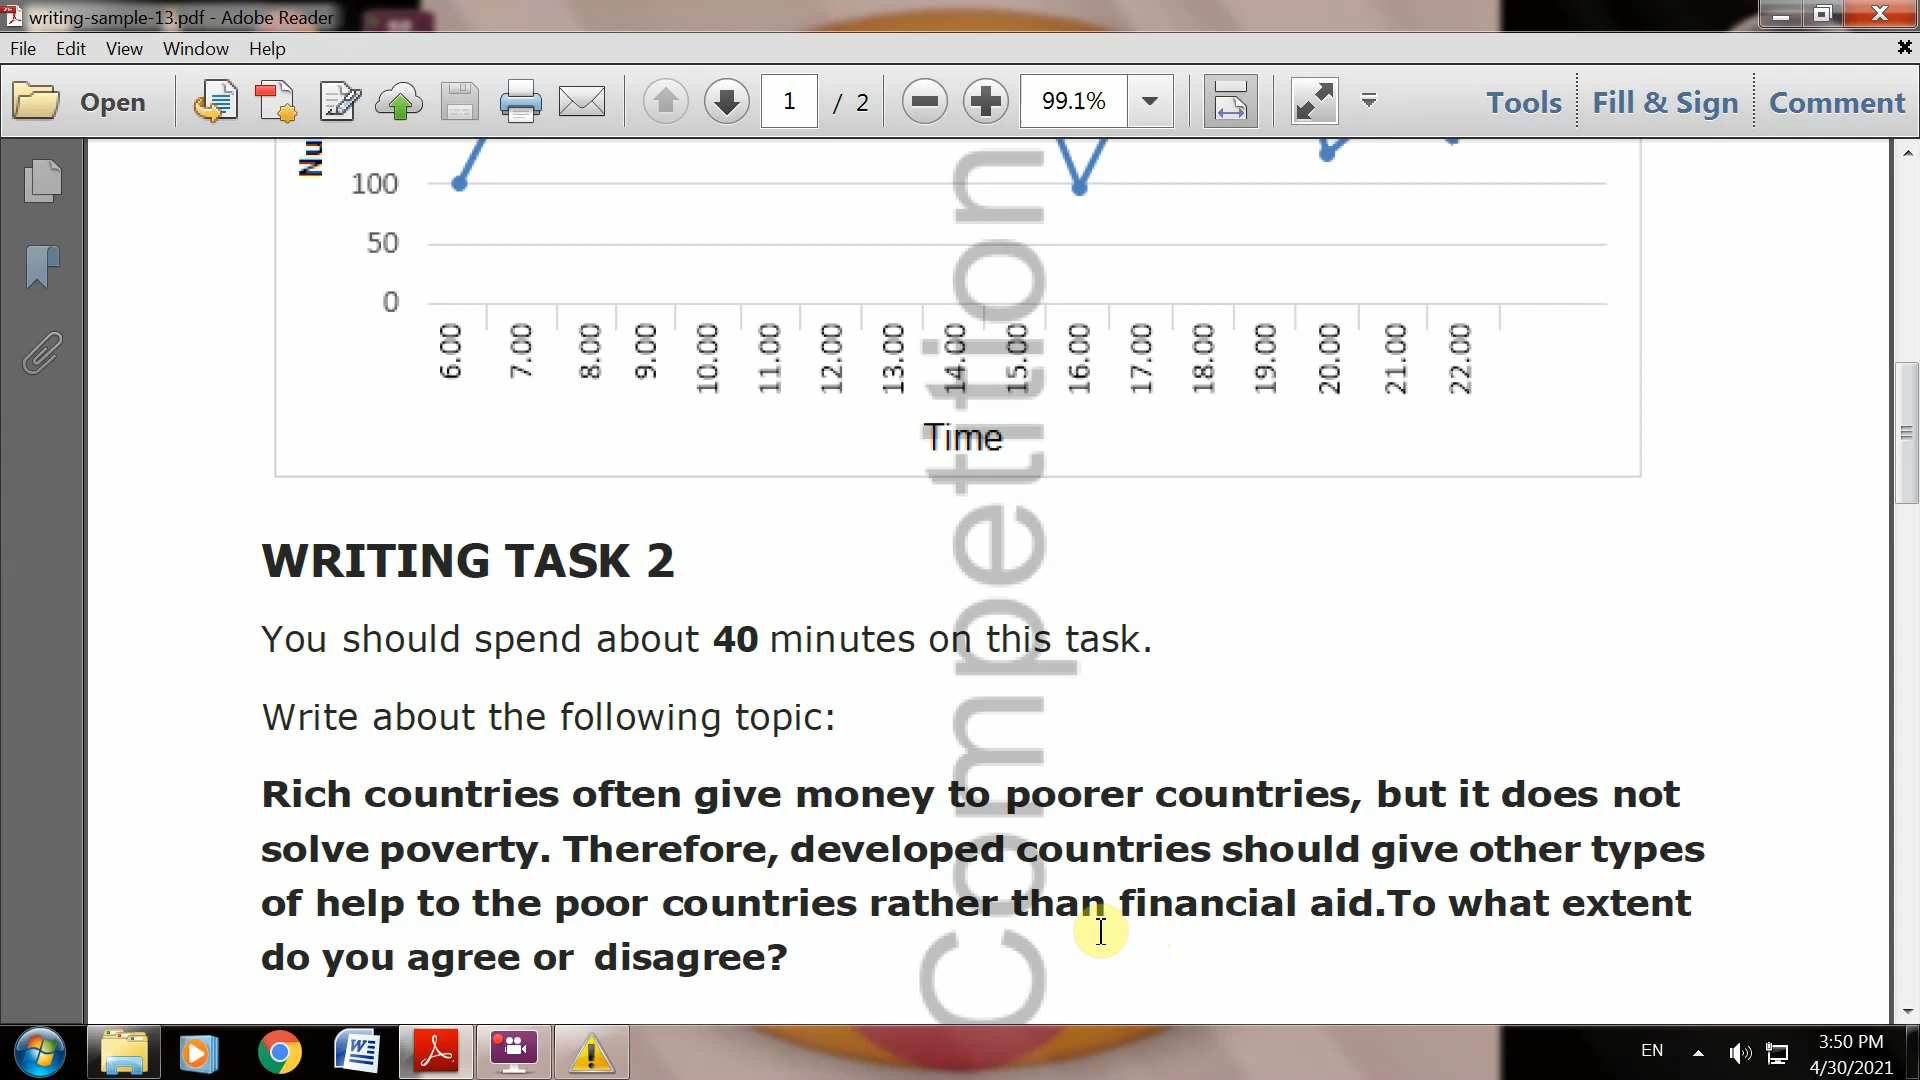 writing-sample-13.pdf - Adobe Reader
File Edit View Window Help
Open 1 / 2 99.1% Tools Fill & Sign Comment
Nu
100
50
0
6.00 7.00 8.00 9.00 10.00 11.00 12.00 13.00 14.00 15.00 16.00 17.00 18.00 19.00 20.00 21.00 22.00
Time
Competition
WRITING TASK 2
You should spend about 40 minutes on this task.
Write about the following topic:
Rich countries often give money to poorer countries, but it does not
solve poverty. Therefore, developed countries should give other types
of help to the poor countries rather than financial aid.To what extent
do you agree or disagree?
EN
3:50 PM
4/30/2021